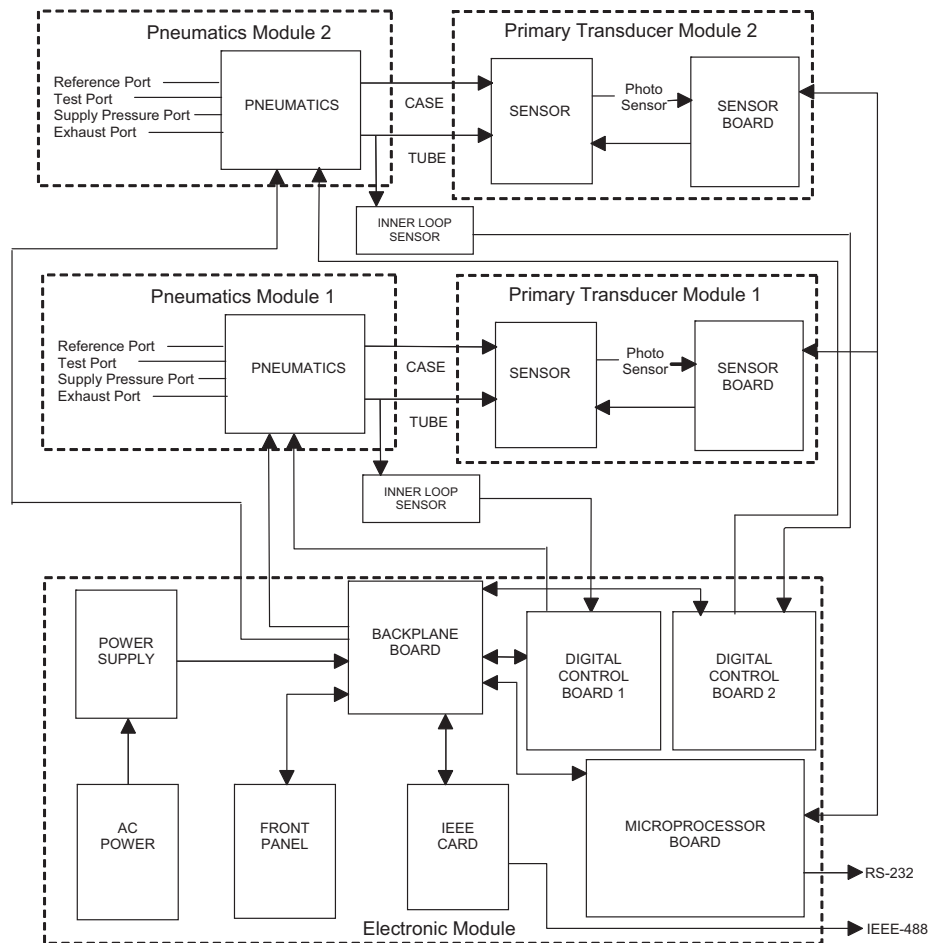 Pneumatics Module 2
Primary Transducer Module 2
Reference Port
Test Port
Supply Pressure Port
Exhaust Port
PNEUMATICS
CASE
TUBE
SENSOR
Photo
Sensor
SENSOR
BOARD
INNER LOOP
SENSOR
Pneumatics Module 1
Primary Transducer Module 1
Reference Port
Test Port
Supply Pressure Port
Exhaust Port
PNEUMATICS
CASE
TUBE
SENSOR
Photo
Sensor
SENSOR
BOARD
INNER LOOP
SENSOR
POWER
SUPPLY
BACKPLANE
BOARD
DIGITAL
CONTROL
BOARD 1
DIGITAL
CONTROL
BOARD 2
AC
POWER
FRONT
PANEL
IEEE
CARD
MICROPROCESSOR
BOARD
RS-232
IEEE-488
Electronic Module